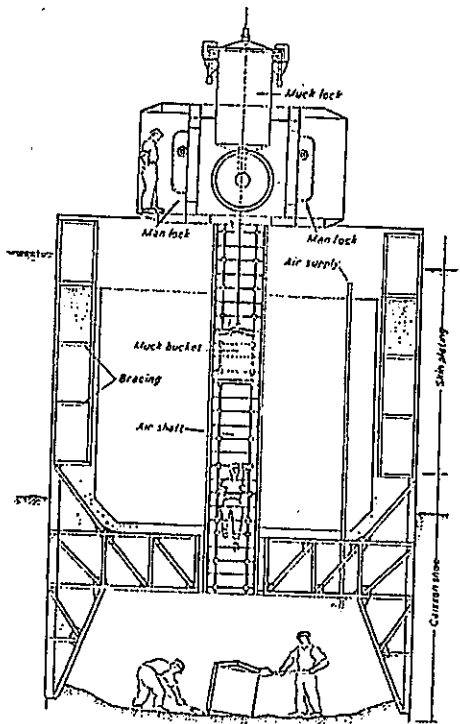 Muck lock
Man lock
Man lock
Air supply
Muck bucket
Bracing
Air shaft
Skin plating
Caisson shoe